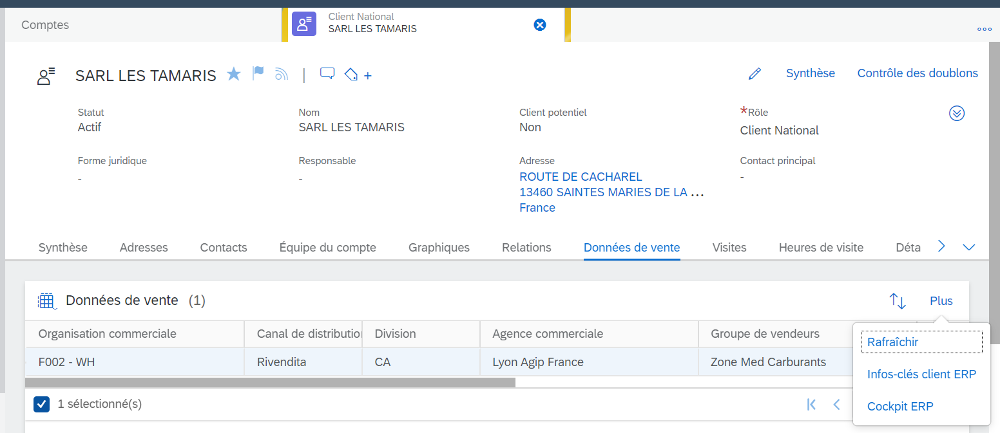 Comptes
Client National
SARL LES TAMARIS
SARL LES TAMARIS
Synthèse
Contrôle des doublons
Statut
Actif
Nom
SARL LES TAMARIS
Client potentiel
Non
*Rôle
Client National
Forme juridique
-
Responsable
-
Adresse
ROUTE DE CACHAREL
13460 SAINTES MARIES DE LA ...
France
Contact principal
-
Synthèse Adresses Contacts Équipe du compte Graphiques Relations Données de vente Visites Heures de visite Déta
Données de vente (1)
Plus
Organisation commerciale Canal de distributio Division Agence commerciale Groupe de vendeurs
F002 - WH Rivendita CA Lyon Agip France Zone Med Carburants
1 sélectionné(s)
Rafraîchir
Infos-clés client ERP
Cockpit ERP